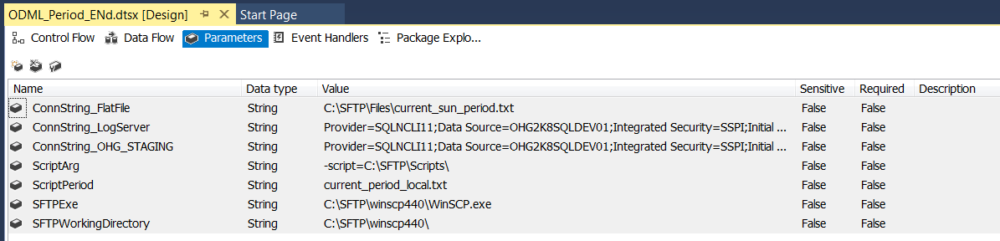 ODML_Period_ENd.dtsx [Design] Start Page
Control Flow Data Flow Parameters Event Handlers Package Explo...
Name Data type Value Sensitive Required Description
ConnString_FlatFile String C:\SFTP\Files\current_sun_period.txt False False
ConnString_LogServer String Provider=SQLNCLI11;Data Source=OHG2K8SQLDEV01;Integrated Security=SSPI;Initial ... False False
ConnString_OHG_STAGING String Provider=SQLNCLI11;Data Source=OHG2K8SQLDEV01;Integrated Security=SSPI;Initial ... False False
ScriptArg String -script=C:\SFTP\Scripts\ False False
ScriptPeriod String current_period_local.txt False False
SFTPExe String C:\SFTP\winscp440\WinSCP.exe False False
SFTPWorkingDirectory String C:\SFTP\winscp440\ False False